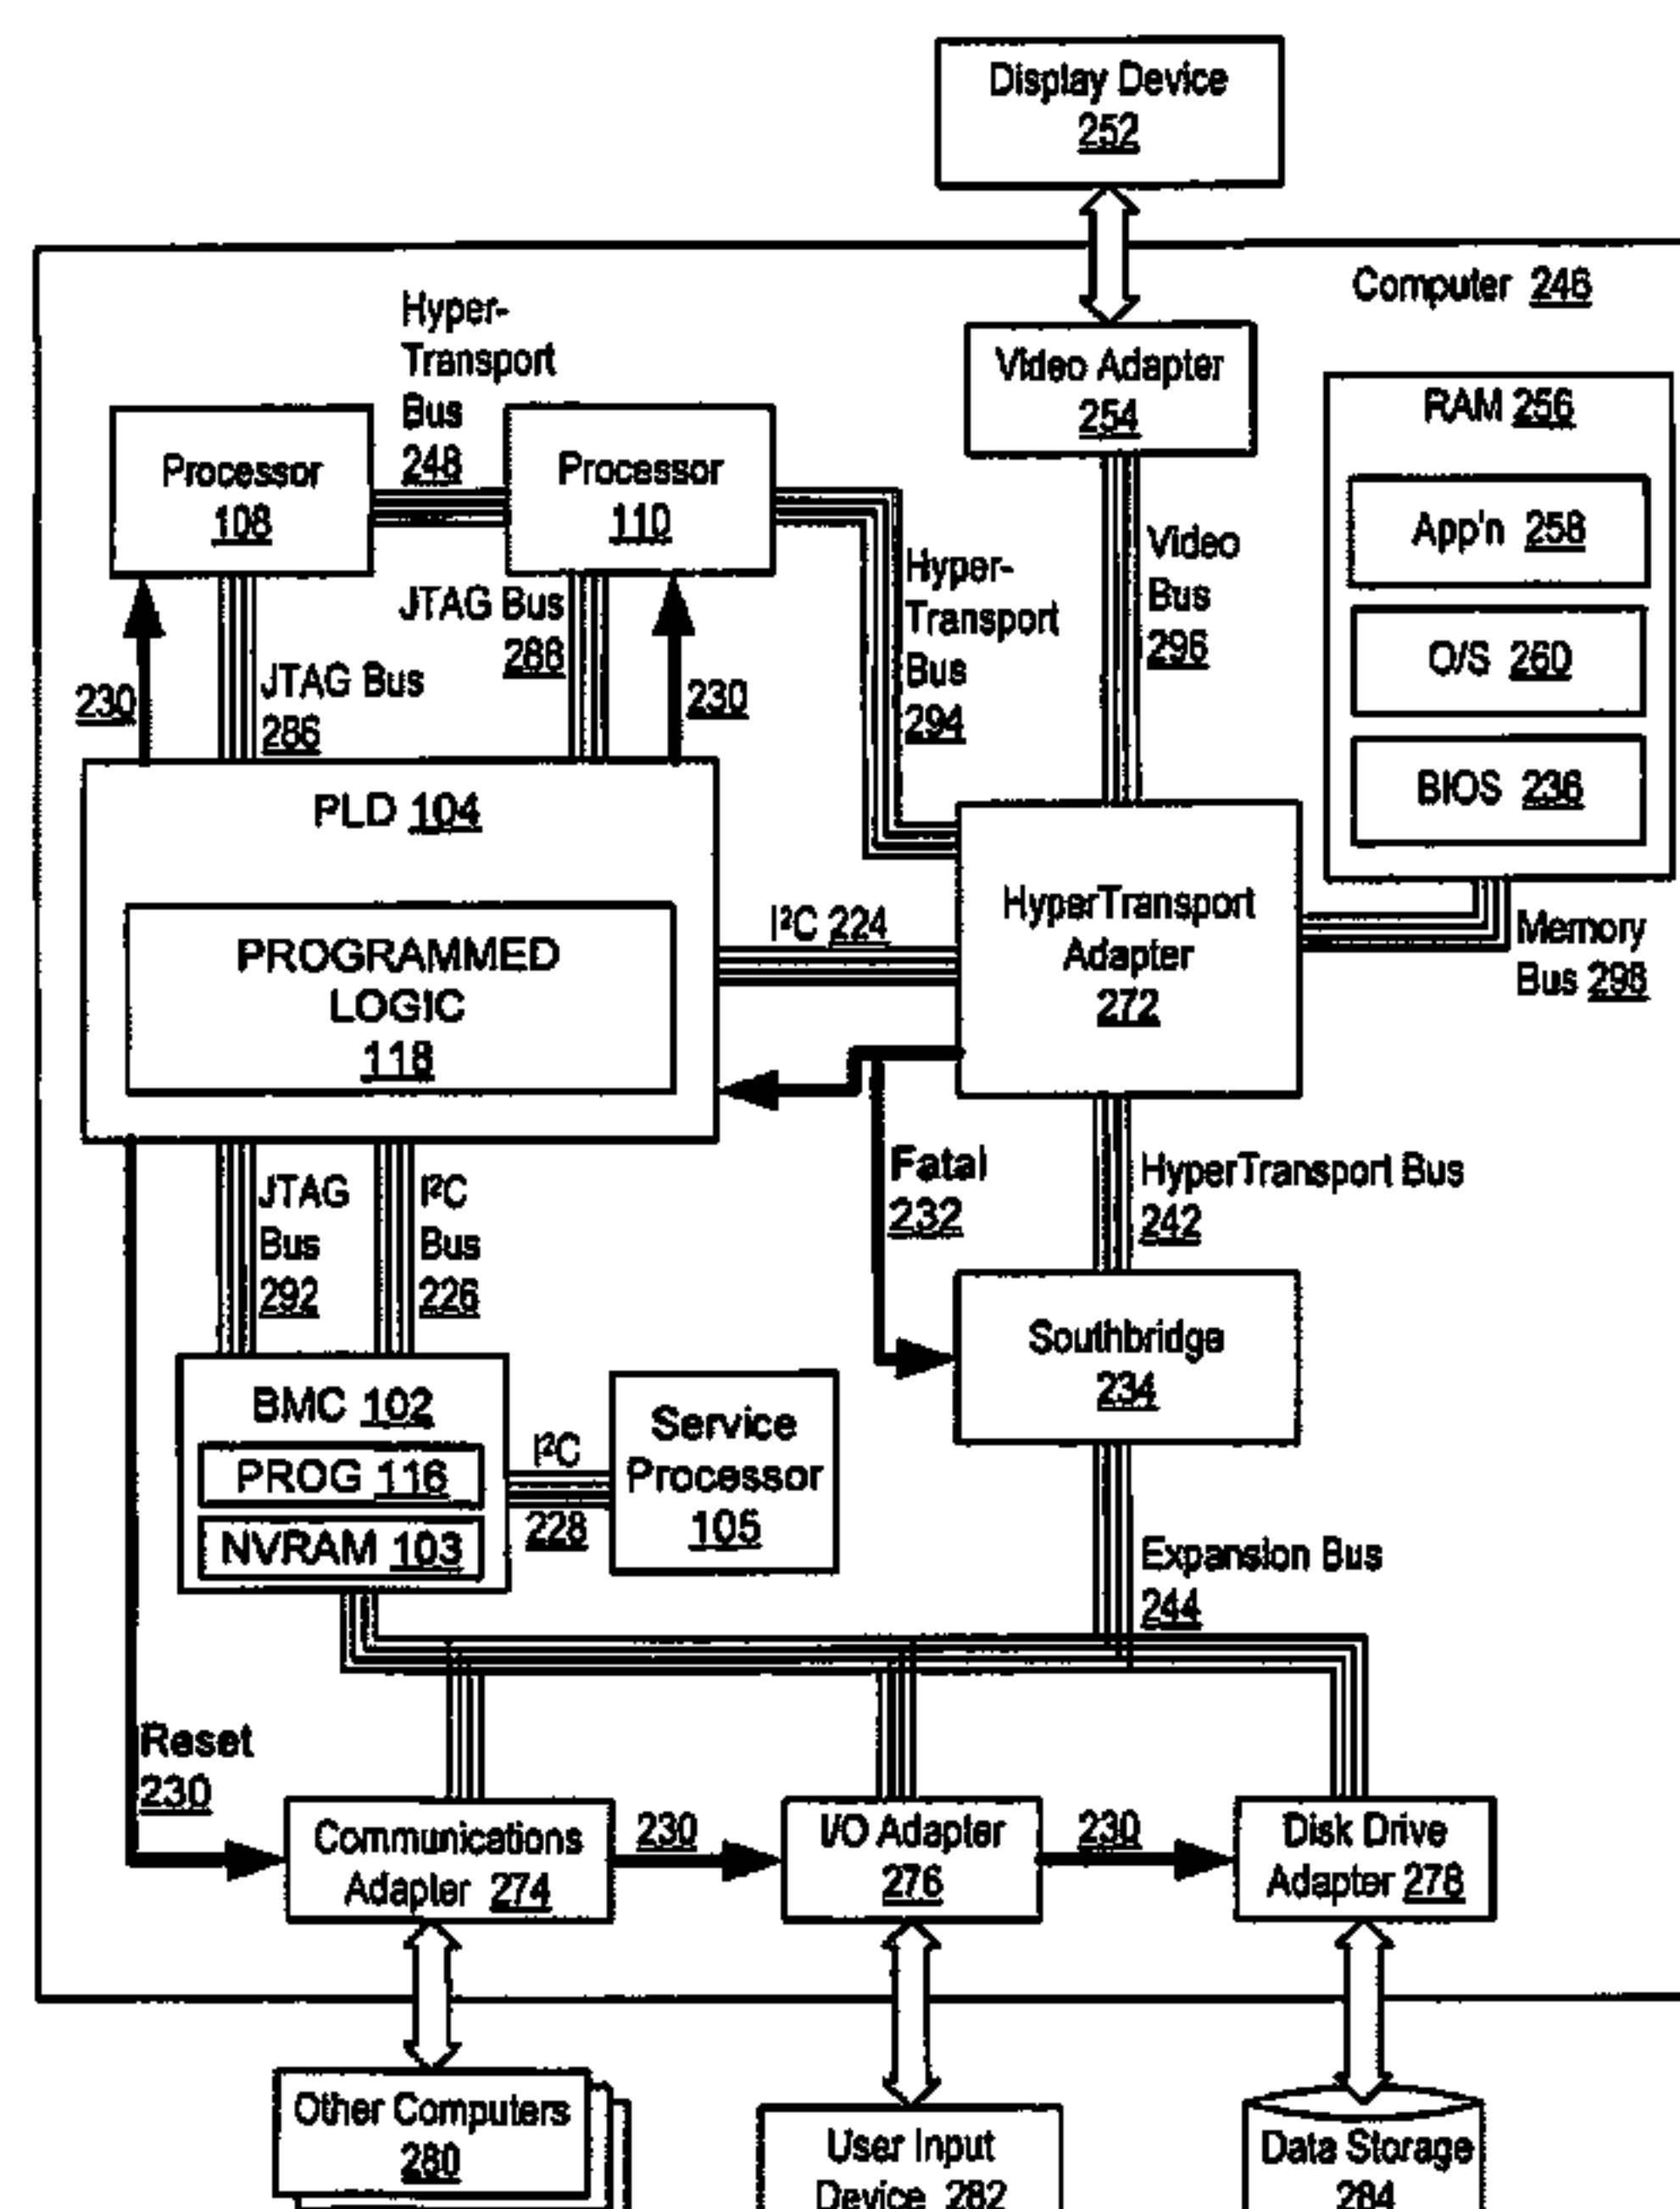 Display Device
252
Computer 246
Hyper-
Transport
Bus
248
Video Adapter
254
RAM 256
Processor
108
Processor
110
App'n 258
Video
Bus
296
Hyper-
Transport
Bus
294
JTAG Bus
288
O/S 260
JTAG Bus
286
230
230
BIOS 236
PLD 104
HyperTransport
Adapter
272
I²C 224
Memory
Bus 298
PROGRAMMED
LOGIC
118
Fatal
232
HyperTransport Bus
242
JTAG
Bus
292
I²C
Bus
226
Southbridge
234
BMC 102
PROG 116
NVRAM 103
I²C
228
Service
Processor
105
Expansion Bus
244
Reset
230
Communications
Adapter 274
230
I/O Adapter
276
230
Disk Drive
Adapter 278
Other Computers
280
User Input
Device 282
Data Storage
284